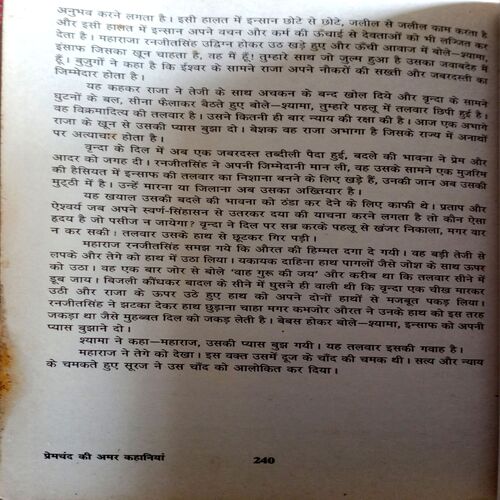 अनुभव करने लगता है। इसी हालत में इन्सान छोटे से छोटे, जलील से जलील काम करता है
और इसी हालत में इन्सान अपने वचन और कर्म की ऊँचाई से देवताओं को भी लज्जित कर
देता है। महाराजा रनजीतसिंह उद्विग्न होकर उठ खड़े हुए और ऊँची आवाज में बोले—श्यामा,
इंसाफ जिसका खून चाहता है, वह मैं हूँ! तुम्हारे साथ जो जुल्म हुआ है उसका जवाबदेह मैं
हूँ। बुजुर्गों ने कहा है कि ईश्वर के सामने राजा अपने नौकरों की सख्ती और जबरदस्ती का
जिम्मेदार होता है।
यह कहकर राजा ने तेजी के साथ अचकन के बन्द खोल दिये और वृन्दा के सामने
घुटनों के बल, सीना फैलाकर बैठते हुए बोले—श्यामा, तुम्हारे पहलू में तलवार छिपी हुई है।
वह विक्रमादित्य की तलवार है। उसने कितनी ही बार न्याय की रक्षा की है। आज एक अभागे
राजा के खून से उसकी प्यास बुझा दो। बेशक वह राजा अभागा है जिसके राज्य में अनाथों
पर अत्याचार होता है।
वृन्दा के दिल में अब एक जबरदस्त तब्दीली पैदा हुई, बदले की भावना ने प्रेम और
आदर को जगह दी। रनजीतसिंह ने अपनी जिम्मेदारी मान ली, वह उसके सामने एक मुजरिम
की हैसियत में इन्साफ की तलवार का निशाना बनने के लिए खड़े हैं, उनकी जान अब उसकी
मुट्ठी में है। उन्हें मारना या जिलाना अब उसका अख्तियार है।
यह खयाल उसकी बदले की भावना को ठंडा कर देने के लिए काफी थे। प्रताप और
ऐश्वर्य जब अपने स्वर्ण-सिंहासन से उतरकर दया की याचना करने लगता है तो कौन ऐसा
हृदय है जो पसीज न जायेगा? वृन्दा ने दिल पर सब्र करके पहलू से खंजर निकाला, मगर वार
न कर सकी। तलवार उसके हाथ से छूटकर गिर पड़ी।
महाराज रनजीतसिंह समझ गये कि औरत की हिम्मत दगा दे गयी। वह बड़ी तेजी से
लपके और तेगे को हाथ में उठा लिया। यकायक दाहिना हाथ पागलों जैसे जोश के साथ ऊपर
को उठा। वह एक बार जोर से बोले 'वाह गुरू की जय' और करीब था कि तलवार सीने में
डूब जाय। बिजली कौंधकर बादल के सीने में घुसने ही वाली थी कि वृन्दा एक चीख मारकर
उठी और राजा के ऊपर उठे हुए हाथ को अपने दोनों हाथों से मजबूत पकड़ लिया।
रनजीतसिंह ने झटका देकर हाथ छुड़ाना चाहा मगर कमजोर औरत ने उनके हाथ को इस तरह
जकड़ा था जैसे मुहब्बत दिल को जकड़ लेती है। बेबस होकर बोले—श्यामा, इन्साफ को अपनी
प्यास बुझाने दो।
श्यामा ने कहा—महाराज, उसकी प्यास बुझ गयी। यह तलवार इसकी गवाह है।
महाराज ने तेगे को देखा। इस वक्त उसमें दूज के चाँद की चमक थी। सत्य और न्याय
के चमकते हुए सूरज ने उस चाँद को आलोकित कर दिया।
प्रेमचंद की अमर कहानियां
240